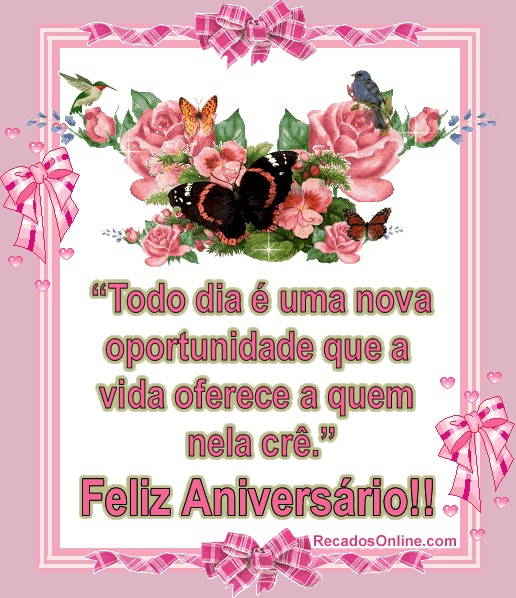 “Todo dia é uma nova
oportunidade que a
vida oferece a quem
nela crê.”
Feliz Aniversário!!
RecadosOnline.com